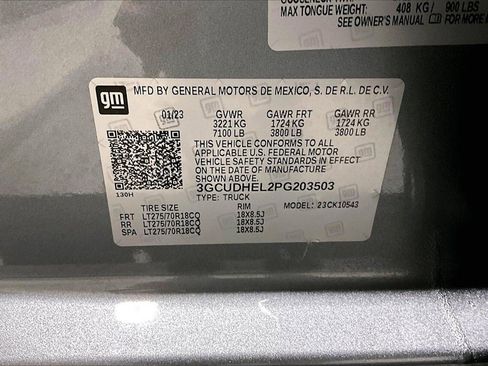 MAX TONGUE WEIGHT: 408 KG / 900 LBS
SEE OWNER'S MANUAL FOR MORE
gm
MFD BY GENERAL MOTORS DE MEXICO, S. DE R.L. DE C.V.
01/23 GVWR GAWR FRT GAWR RR
3221 KG 1724 KG 1724 KG
7100 LB 3800 LB 3800 LB
THIS VEHICLE CONFORMS TO ALL
APPLICABLE U.S. FEDERAL MOTOR
VEHICLE SAFETY STANDARDS IN EFFECT
ON THE DATE OF MANUFACTURE
SHOWN ABOVE.
3GCUDHEL2PG203503
130H
TYPE: TRUCK MODEL: 23CK10543
TIRE SIZE RIM
FRT LT275/70R18CQ 18X8.5J
RR LT275/70R18CQ 18X8.5J
SPA LT275/70R18CQ 18X8.5J